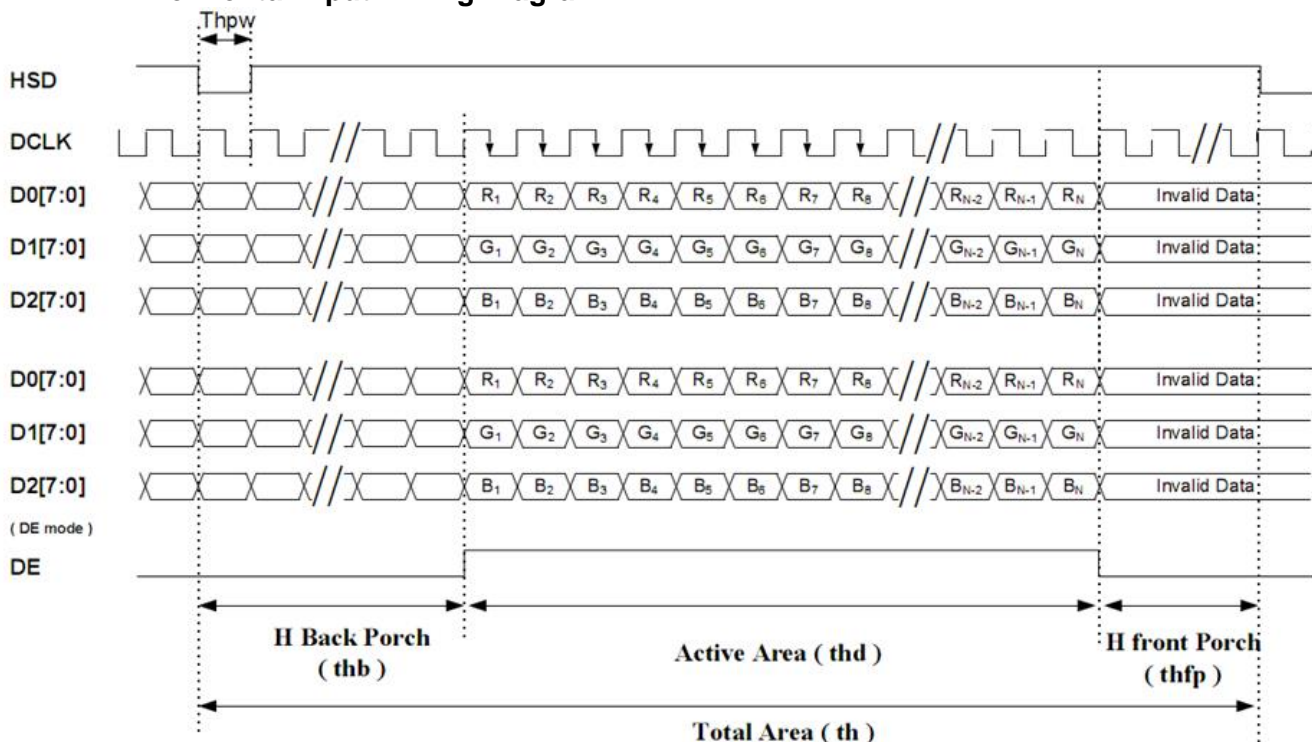 Thpw
HSD
DCLK
D0[7:0] R1 R2 R3 R4 R5 R6 R7 R8 RN-2 RN-1 RN Invalid Data
D1[7:0] G1 G2 G3 G4 G5 G6 G7 G8 GN-2 GN-1 GN Invalid Data
D2[7:0] B1 B2 B3 B4 B5 B6 B7 B8 BN-2 BN-1 BN Invalid Data
D0[7:0] R1 R2 R3 R4 R5 R6 R7 R8 RN-2 RN-1 RN Invalid Data
D1[7:0] G1 G2 G3 G4 G5 G6 G7 G8 GN-2 GN-1 GN Invalid Data
D2[7:0] B1 B2 B3 B4 B5 B6 B7 B8 BN-2 BN-1 BN Invalid Data
( DE mode )
DE
H Back Porch
( thb )
Active Area ( thd )
H front Porch
( thfp )
Total Area ( th )